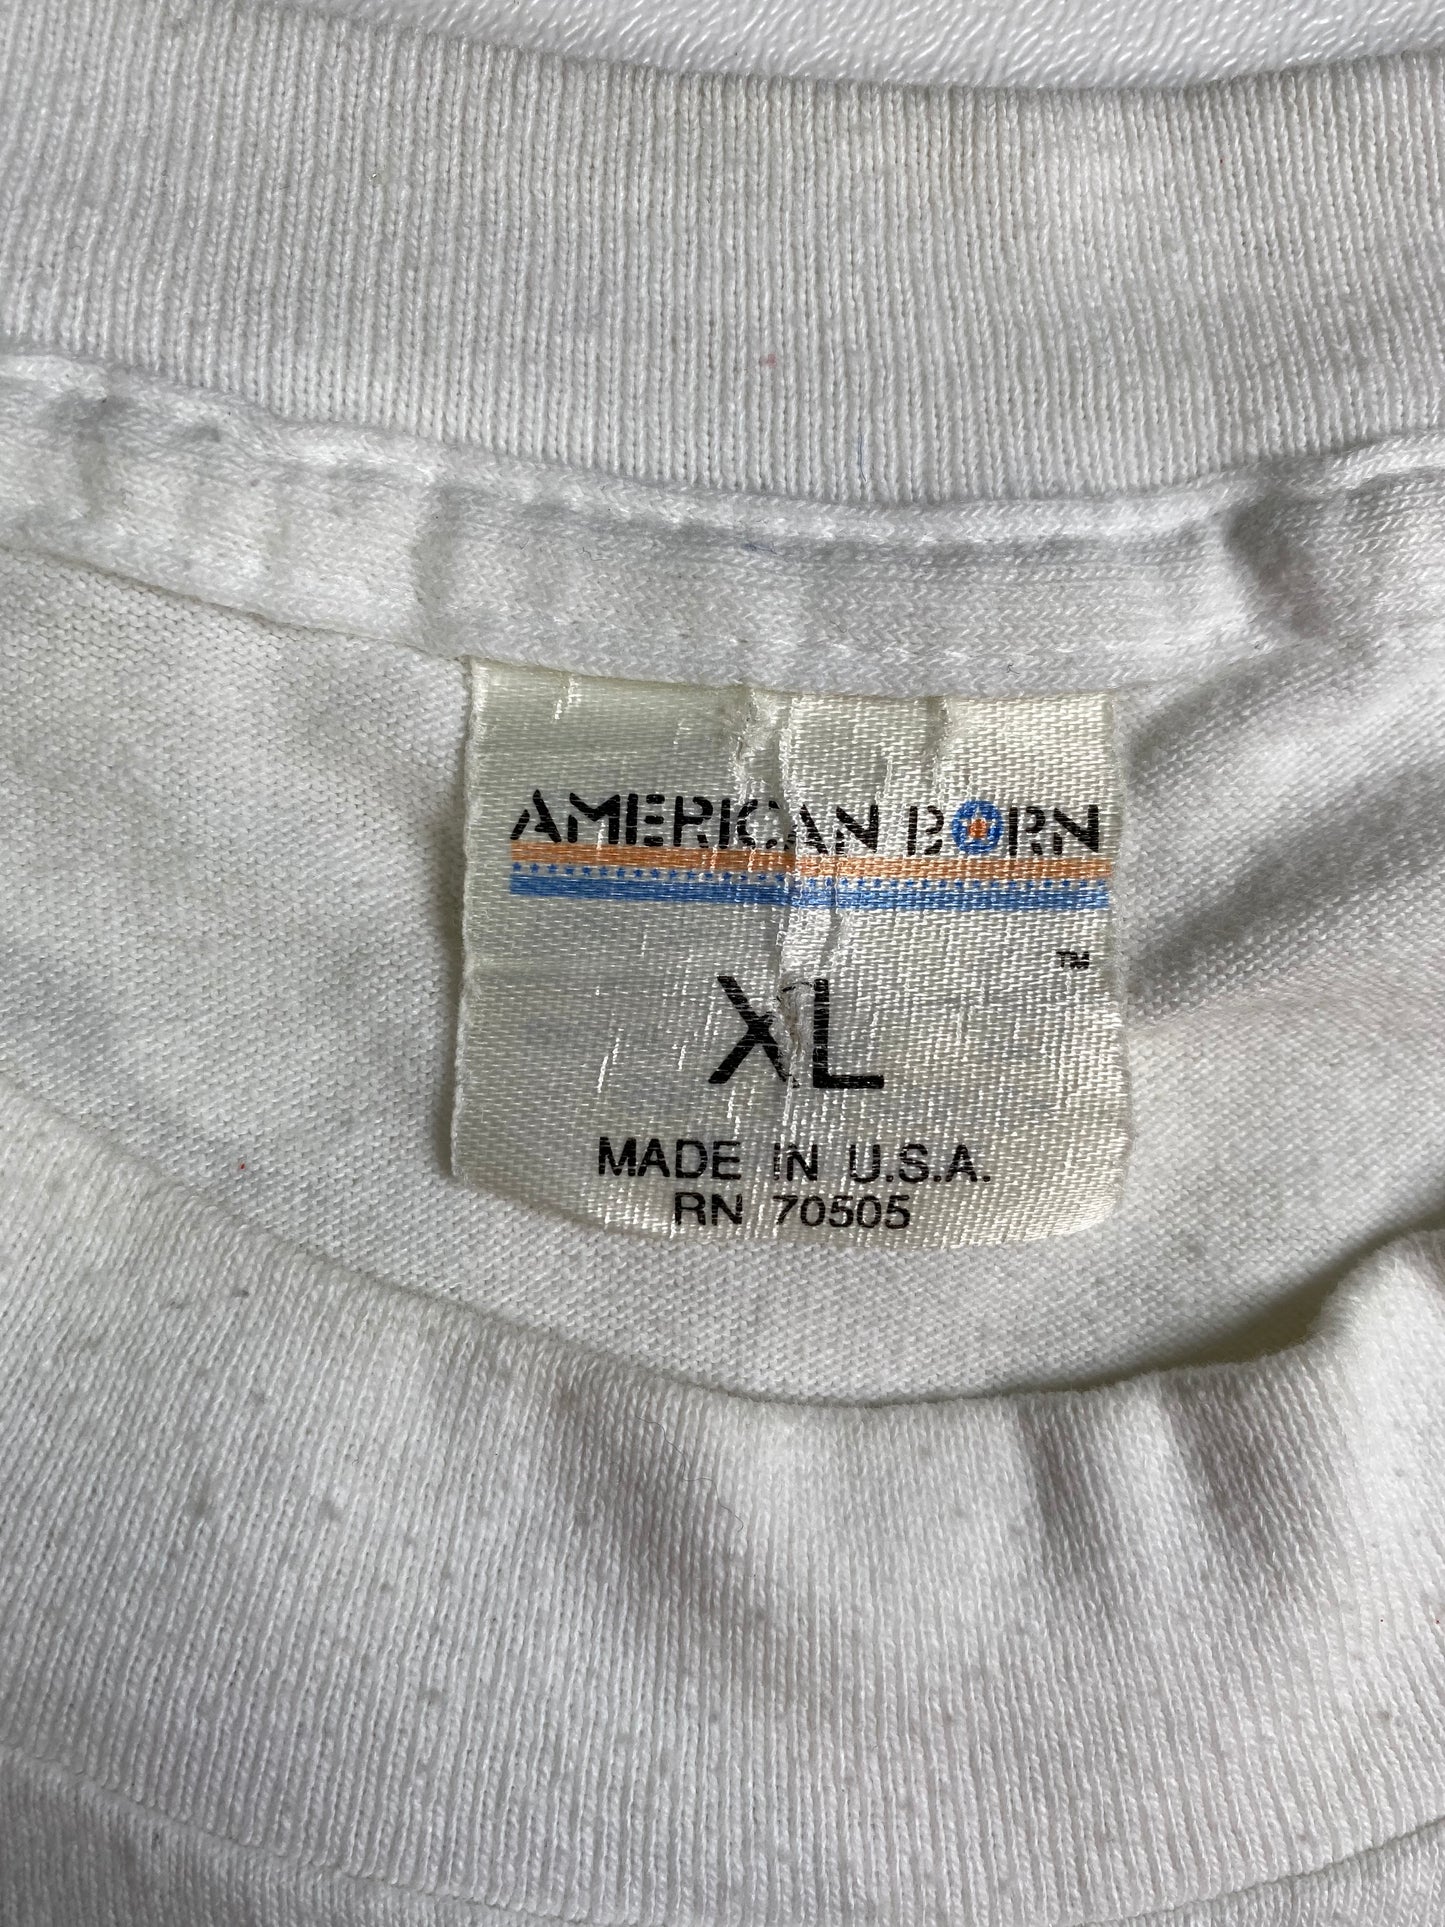 AMERICAN BORN
TM
XL
MADE IN U.S.A.
RN 70505